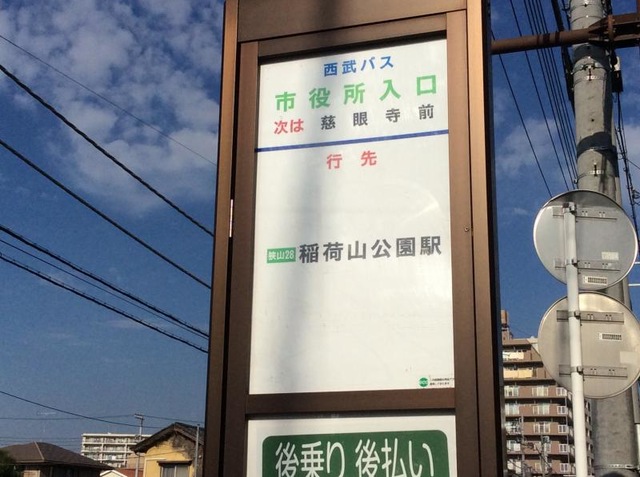 西武バス
市役所入口
次は 慈眼寺前
行先
狭山28 稲荷山公園駅
後乗り後払い